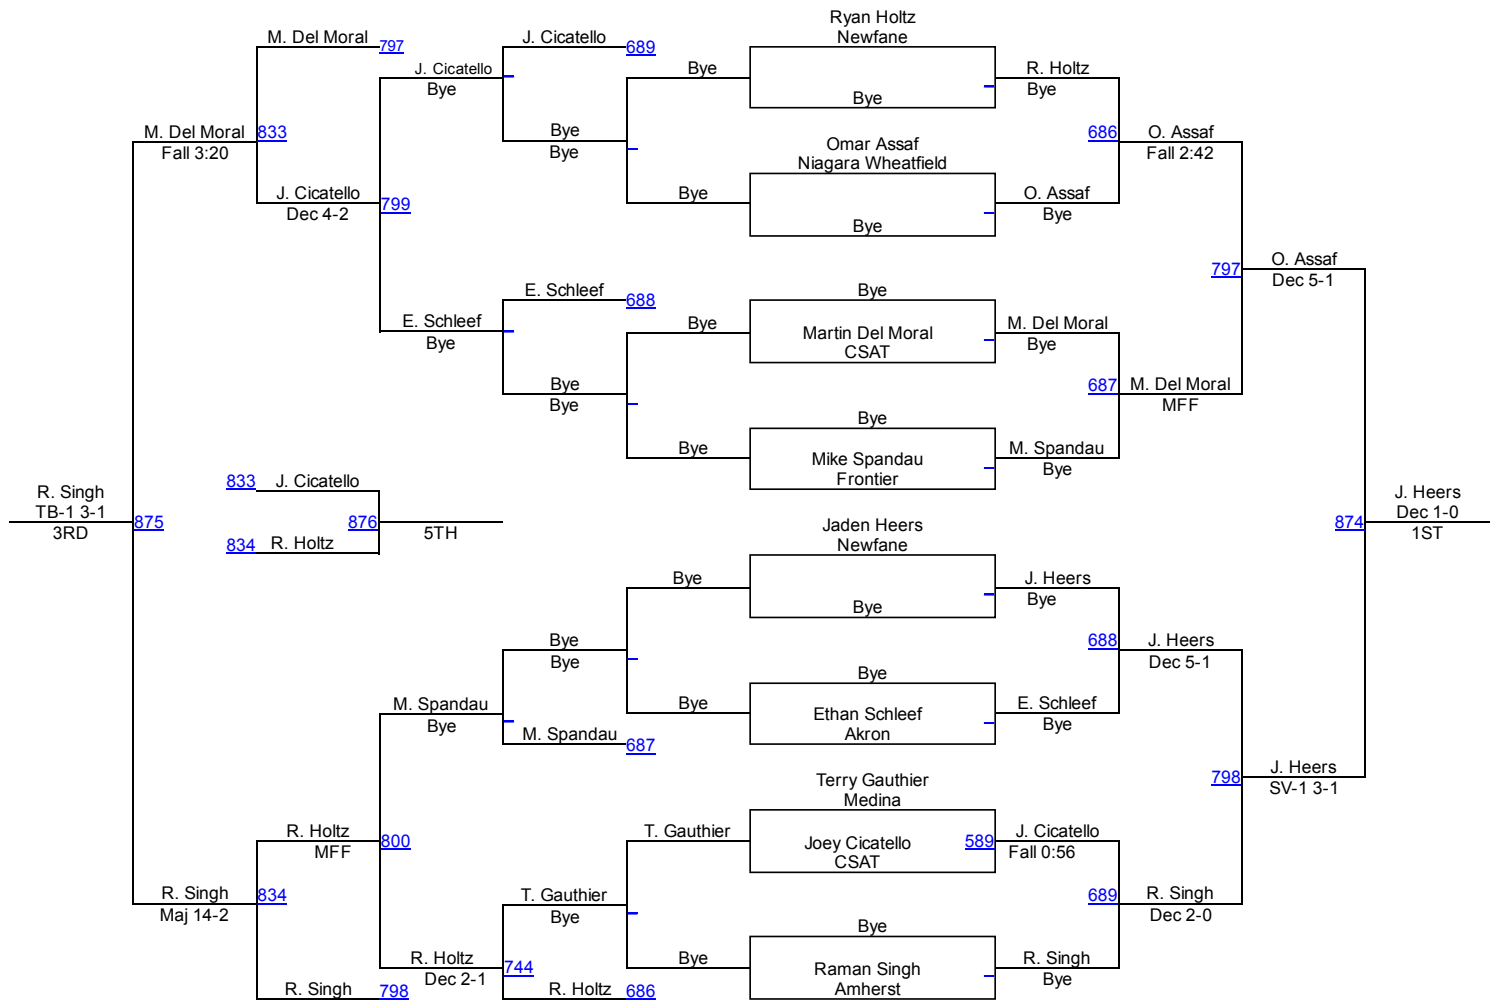 Ryan Holtz
Newfane
M. Del Moral 797
J. Cicatello 689
J. Cicatello
Bye
Bye
Bye
R. Holtz
Bye
M. Del Moral 833
Fall 3:20
Bye
Bye
Omar Assaf
Niagara Wheatfield
686 O. Assaf
Fall 2:42
J. Cicatello
Dec 4-2
799
Bye
Bye
O. Assaf
Bye
797 O. Assaf
Dec 5-1
E. Schleef 688
Bye
E. Schleef
Bye
Bye
Martin Del Moral
CSAT
M. Del Moral
Bye
Bye
Bye
687 M. Del Moral
MFF
Bye
Bye
Mike Spandau
Frontier
M. Spandau
Bye
833 J. Cicatello
R. Singh
TB-1 3-1
3RD
875
876
5TH
834 R. Holtz
Jaden Heers
Newfane
874
J. Heers
Dec 1-0
1ST
Bye
Bye
J. Heers
Bye
Bye
Bye
688 J. Heers
Dec 5-1
M. Spandau
Bye
M. Spandau 687
Bye
Bye
Ethan Schleef
Akron
E. Schleef
Bye
798 J. Heers
SV-1 3-1
Terry Gauthier
Medina
R. Holtz
MFF
800
T. Gauthier
Joey Cicatello
CSAT
589
J. Cicatello
Fall 0:56
R. Singh
Maj 14-2
834
T. Gauthier
Bye
689 R. Singh
Dec 2-0
R. Holtz
Dec 2-1
744
Bye
Bye
Raman Singh
Amherst
R. Singh
Bye
R. Singh 798
R. Holtz 686